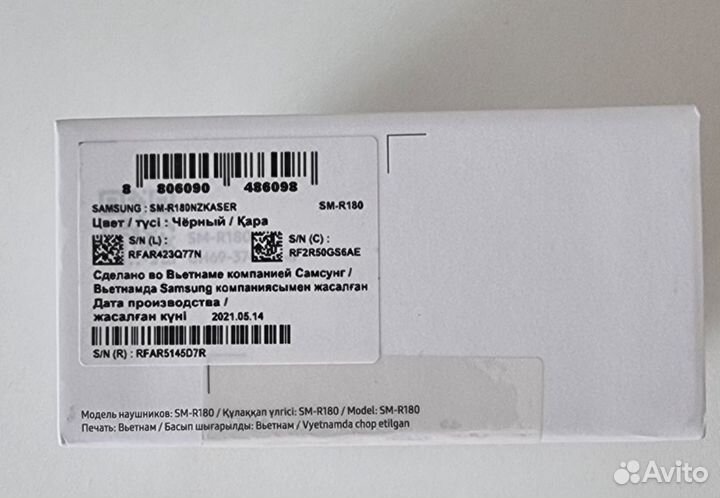 8 806090 486098
SAMSUNG : SM-R180NZKASER SM-R180
Цвет / түсі : Чёрный / Қара
S/N (L) : S/N (C) :
RFAR423Q77N RF2R50GS6AE
Сделано во Вьетнаме компанией Самсунг /
Вьетнамда Samsung компаниясымен жасалған
Дата производства /
жасалған күні 2021.05.14
S/N (R) : RFAR5145D7R
Модель наушников: SM-R180 / Құлаққап үлгісі: SM-R180 / Model: SM-R180
Печать: Вьетнам / Басып шығарылды: Вьетнам / Vyetnamda chop etilgan
Avito